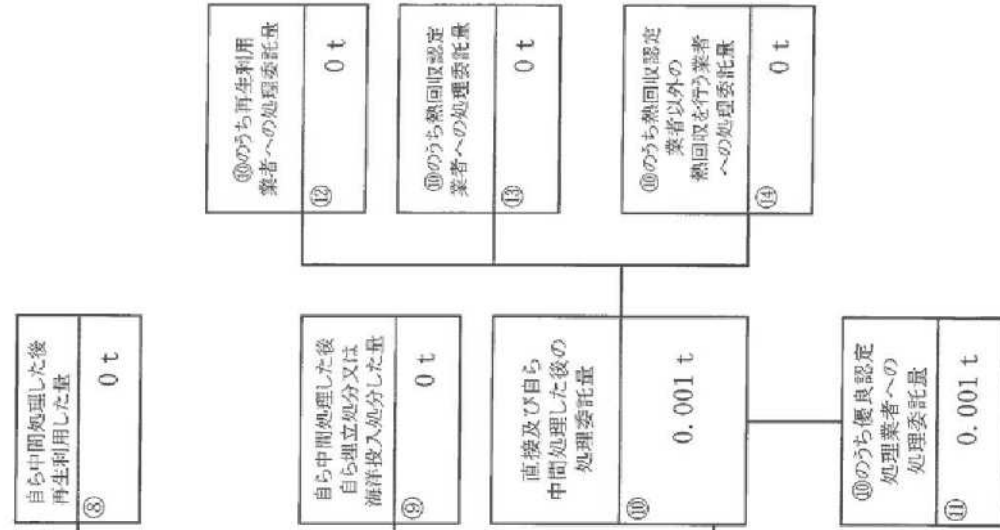 自ら中間処理した後
再生利用した量
⑧
0 t
自ら中間処理した後
自ら埋立処分又は
海洋投入処分した量
⑨
0 t
直接及び自ら
中間処理した後の
処理委託量
⑩
0.001 t
⑩のうち優良認定
処理業者への
処理委託量
⑪
0.001 t
⑩のうち再生利用
業者への処理委託量
⑫
0 t
⑩のうち熱回収認定
業者への処理委託量
⑬
0 t
⑩のうち熱回収認定
業者以外の
熱回収を行う業者
への処理委託量
⑭
0 t